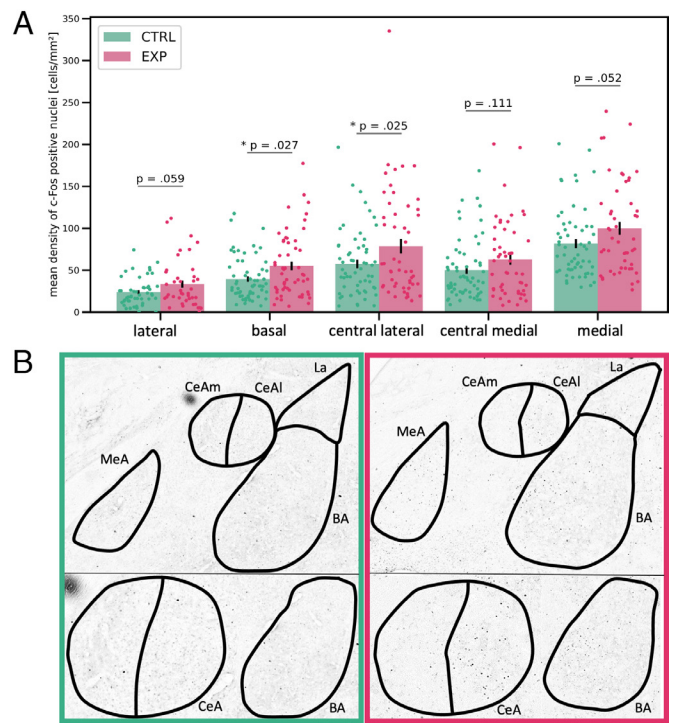 A
mean density of c-Fos positive nuclei [cells/mm²]
350
300
250
200
150
100
50
0
CTRL
EXP
p = .059
* p = .027
* p = .025
p = .111
p = .052
lateral
basal
central lateral
central medial
medial
B
CeAm
CeAl
La
MeA
BA
CeA
BA
CeAm
CeAl
La
MeA
BA
CeA
BA